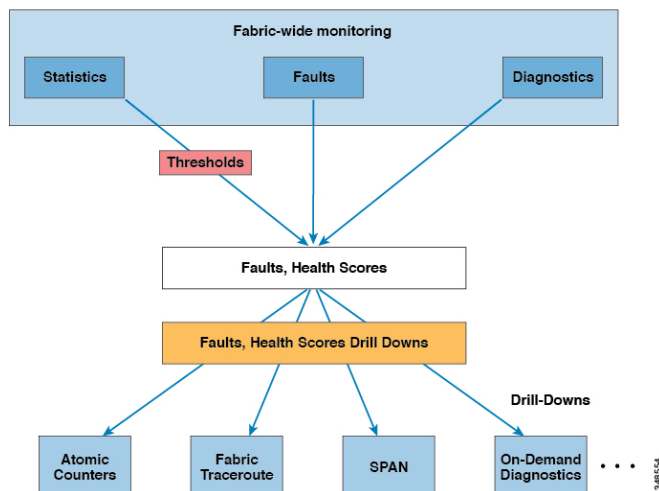 Fabric-wide monitoring
Statistics
Faults
Diagnostics
Thresholds
Faults, Health Scores
Faults, Health Scores Drill Downs
Drill-Downs
Atomic
Counters
Fabric
Traceroute
SPAN
On-Demand
Diagnostics
• • •
348554